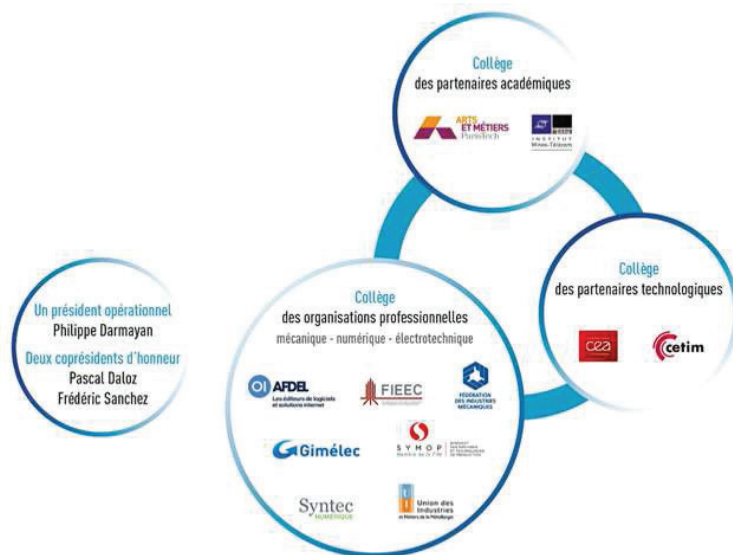 Collège
des partenaires académiques
ARTS
ET MÉTIERS
ParisTech
INSTITUT
Mines-Télécom
Collège
des partenaires technologiques
cea
cetim
Un président opérationnel
Philippe Darmayan
Deux coprésidents d'honneur
Pascal Daloz
Frédéric Sanchez
Collège
des organisations professionnelles
mécanique - numérique - électrotechnique
AFDEL
Les éditeurs de logiciels
et solutions internet
FIEEC
FÉDÉRATION
DES INDUSTRIES
MÉCANIQUES
Gimélec
SYMOP
Syntec
NUMÉRIQUE
Union des
Industries
et Métiers de la Métallurgie